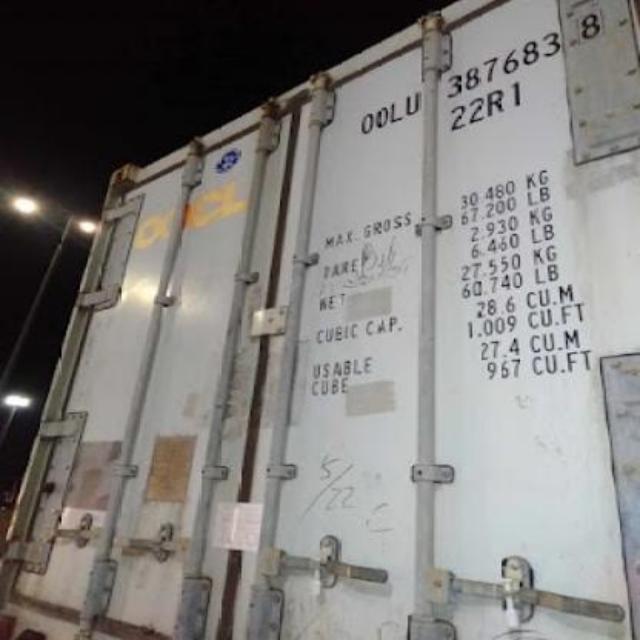 OOLU 387683 8
22R1
OOCL
MAX. GROSS 30 480 KG
67 200 LB
TARE 2 930 KG
6 460 LB
NET 27 550 KG
60 740 LB
CUBIC CAP. 28.6 CU.M
1.009 CU.FT
USABLE CUBE 27.4 CU.M
967 CU.FT
5/22